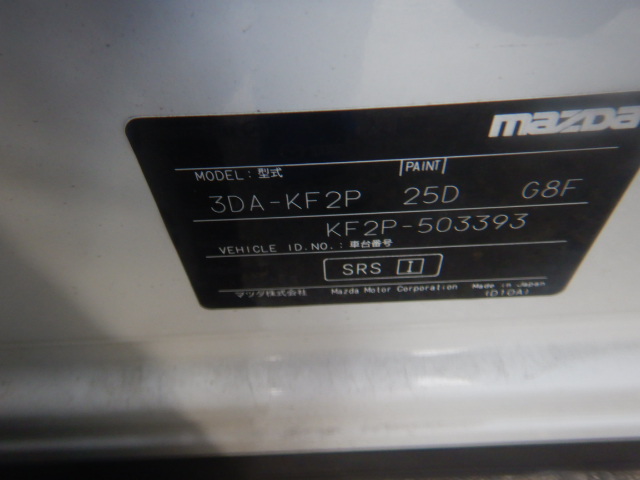 mazda
MODEL: 型式 PAINT
3DA-KF2P 25D G8F
KF2P-503393
VEHICLE ID.NO.: 車台番号
SRS I
マツダ株式会社 Mazda Motor Corporation Made in Japan
(D10A)